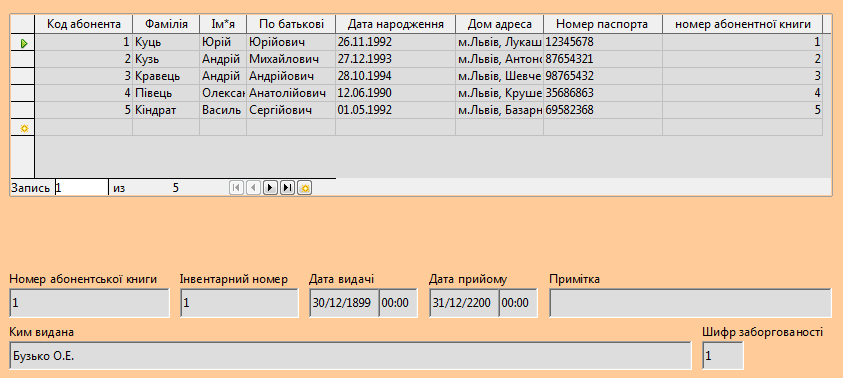 Код абонента Фамілія Ім*я По батькові Дата народження Дом адреса Номер паспорта номер абонентної книги
1 Куць Юрій Юрійович 26.11.1992 м.Львів, Лукаш 12345678 1
2 Кузь Андрій Михайлович 27.12.1993 м.Львів, Антоно 87654321 2
3 Кравець Андрій Андрійович 28.10.1994 м.Львів, Шевче 98765432 3
4 Півець Олексан Анатолійович 12.06.1990 м.Львів, Круше 35686863 4
5 Кіндрат Василь Сергійович 01.05.1992 м.Львів, Базарн 69582368 5
Запись 1 из 5
Номер абонентської книги Інвентарний номер Дата видачі Дата прийому Примітка
1 1 30/12/1899 00:00 31/12/2200 00:00
Ким видана Шифр заборгованості
Бузько О.Е. 1